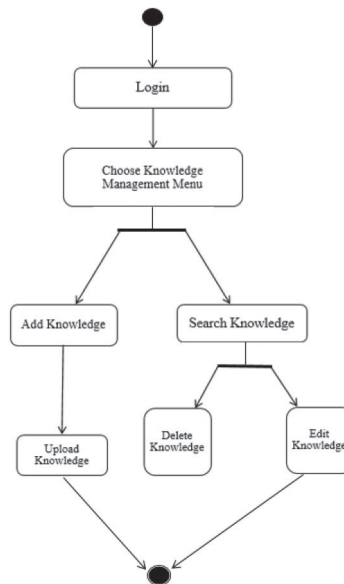 Login
Choose Knowledge
Management Menu
Add Knowledge
Search Knowledge
Upload
Knowledge
Delete
Knowledge
Edit
Knowledge